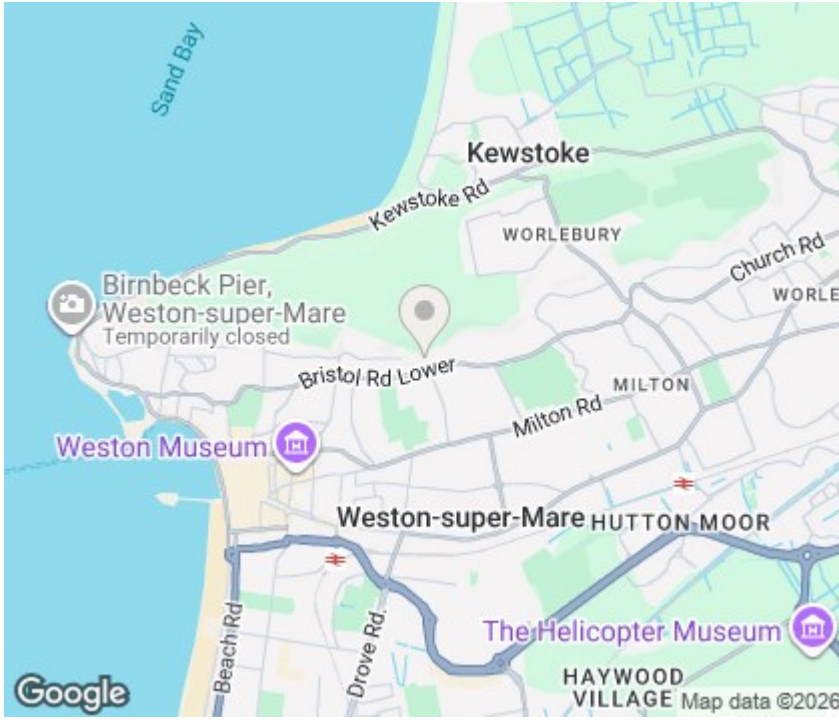 Sand Bay
Kewstoke
Kewstoke Rd
WORLEBURY
Church Rd
Birnbeck Pier,
Weston-super-Mare
Temporarily closed
WORLE
Bristol Rd Lower
MILTON
Milton Rd
Weston Museum
Weston-super-Mare
HUTTON MOOR
Beach Rd
Drove Rd.
The Helicopter Museum
HAYWOOD
VILLAGE
Google
Map data ©2026